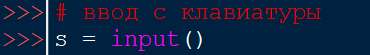 >>> # ввод с клавиатуры
>>> s = input()